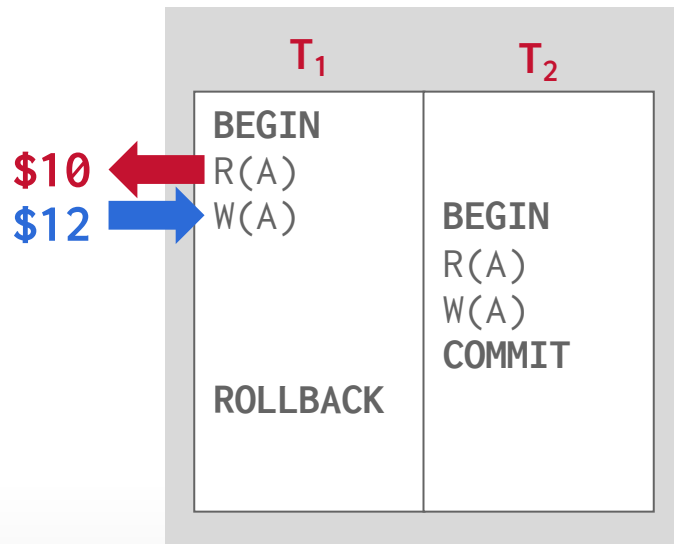 T₁ T₂
BEGIN
$10 R(A)
$12 W(A) BEGIN
R(A)
W(A)
COMMIT
ROLLBACK